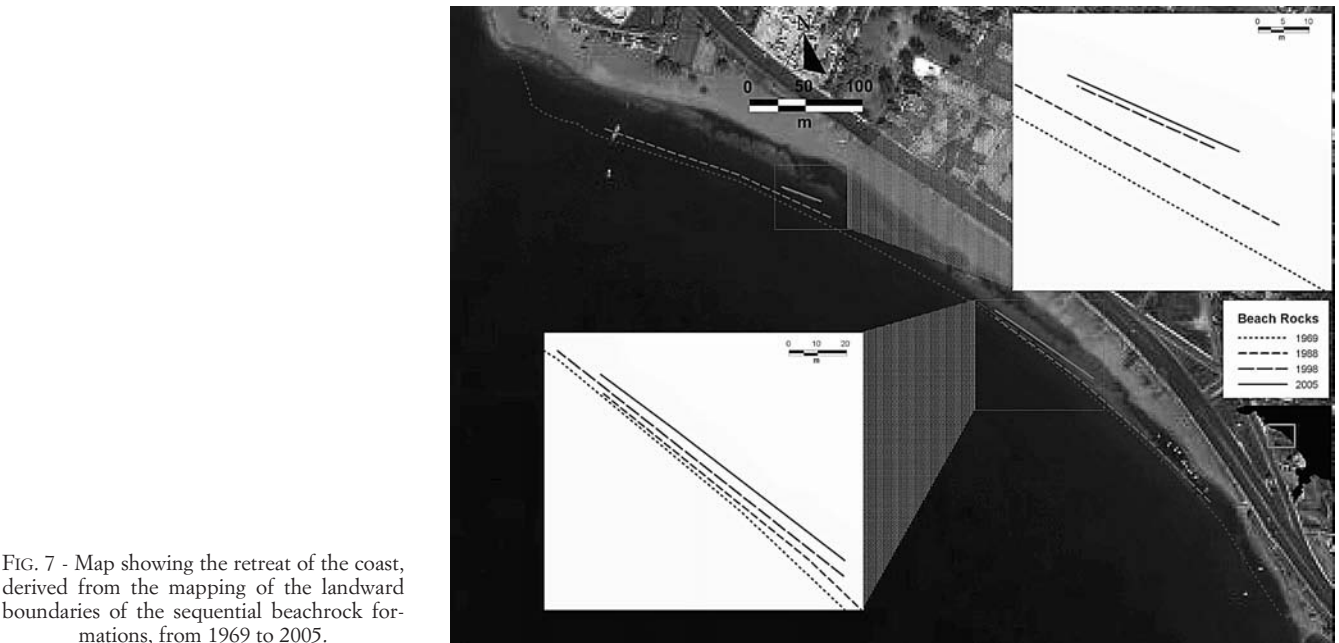 N
0 50 100
m
0 5 10
m
Beach Rocks
1969
1988
1998
2005
0 10 20
m
FIG. 7 - Map showing the retreat of the coast,
derived from the mapping of the landward
boundaries of the sequential beachrock for-
mations, from 1969 to 2005.